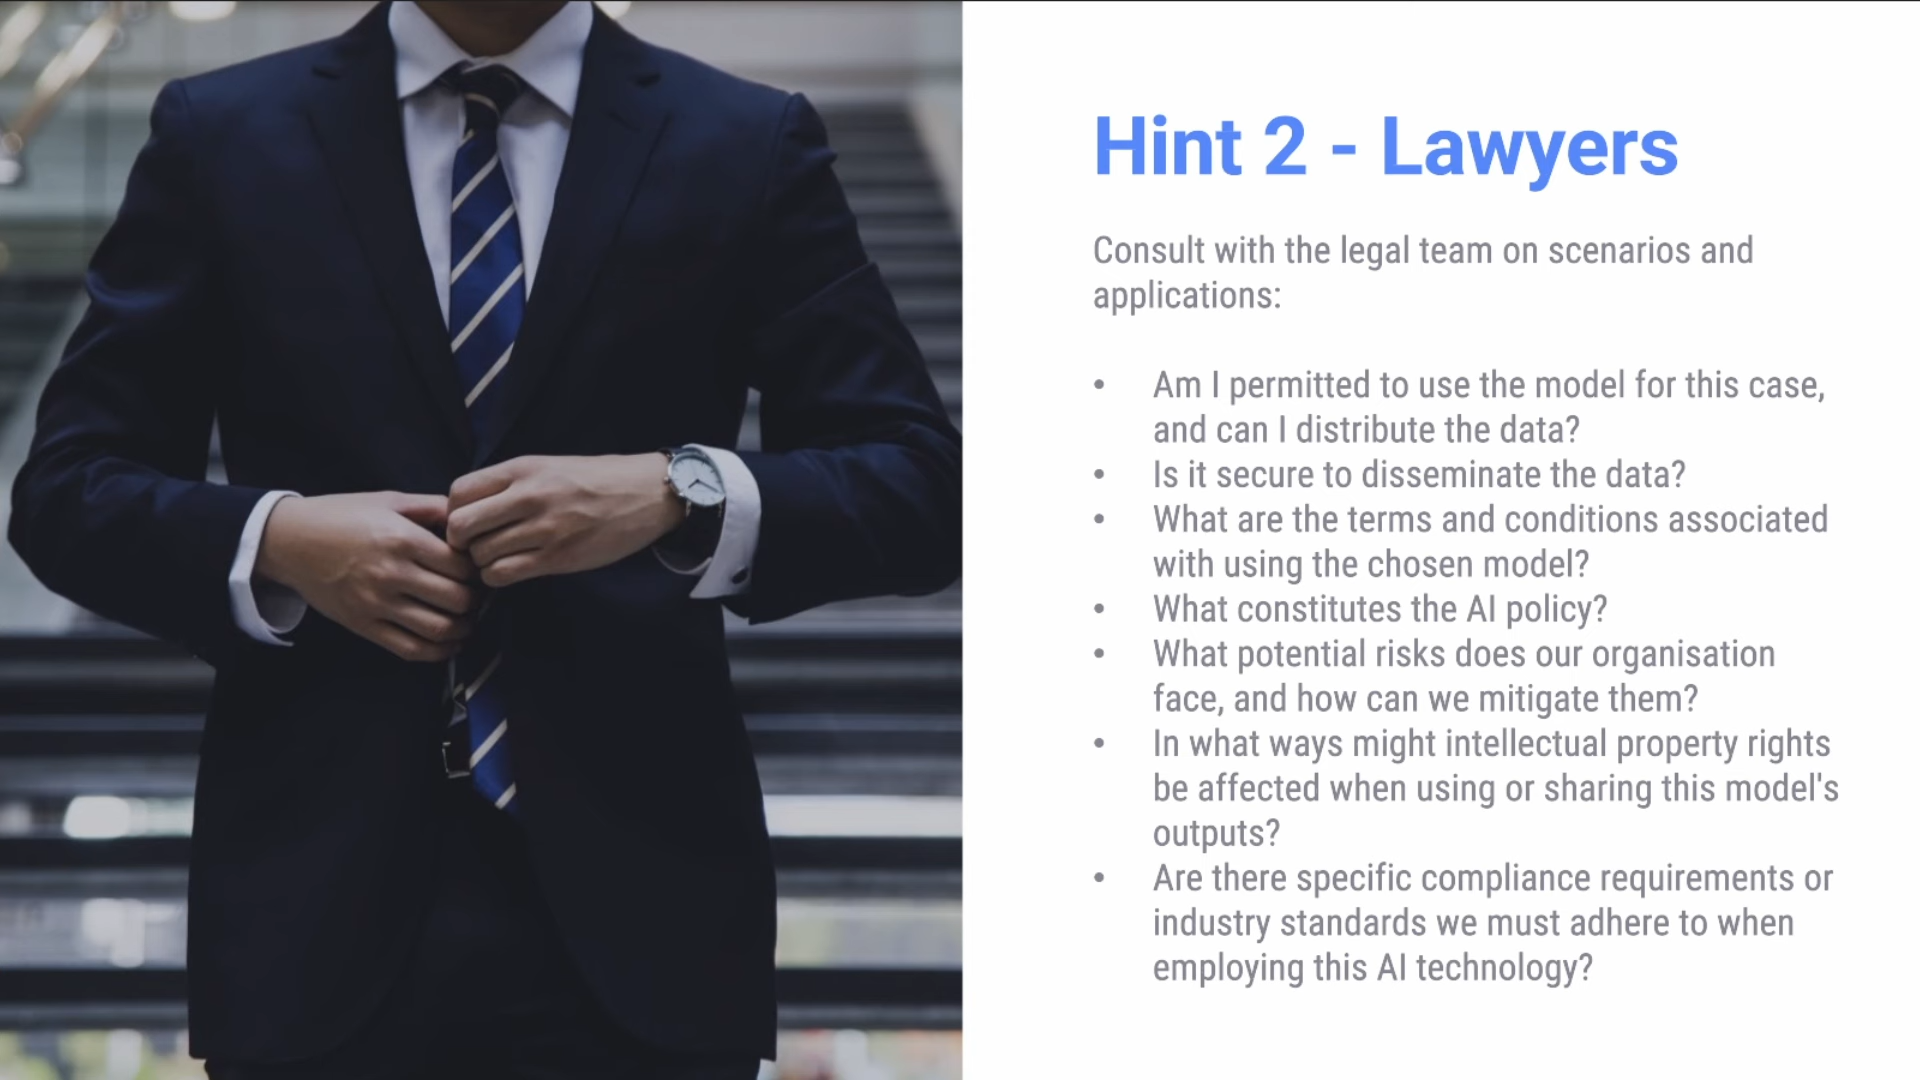 Hint 2 - Lawyers
Consult with the legal team on scenarios and
applications:
• Am I permitted to use the model for this case,
and can I distribute the data?
• Is it secure to disseminate the data?
• What are the terms and conditions associated
with using the chosen model?
• What constitutes the AI policy?
• What potential risks does our organisation
face, and how can we mitigate them?
• In what ways might intellectual property rights
be affected when using or sharing this model's
outputs?
• Are there specific compliance requirements or
industry standards we must adhere to when
employing this AI technology?